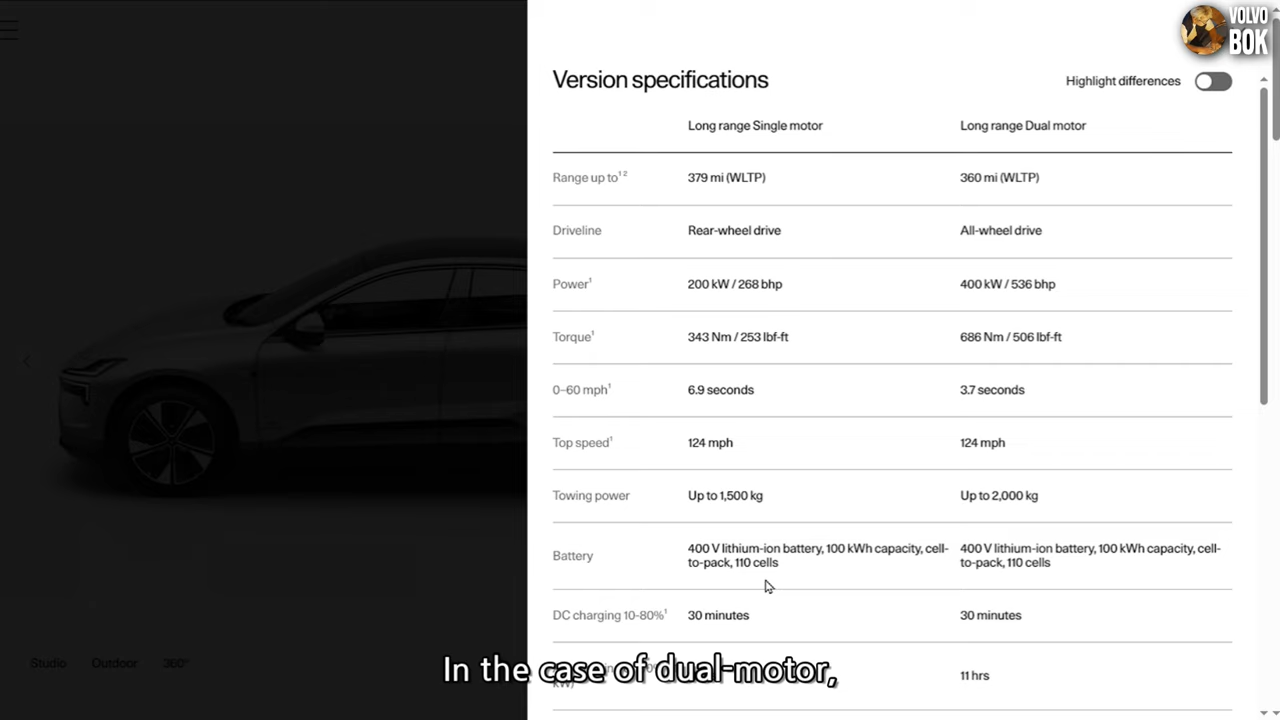 VOLVO
BOK
Version specifications
Highlight differences
Long range Single motor Long range Dual motor
Range up to¹ ² 379 mi (WLTP) 360 mi (WLTP)
Driveline Rear-wheel drive All-wheel drive
Power¹ 200 kW / 268 bhp 400 kW / 536 bhp
Torque¹ 343 Nm / 253 lbf-ft 686 Nm / 506 lbf-ft
0–60 mph¹ 6.9 seconds 3.7 seconds
Top speed¹ 124 mph 124 mph
Towing power Up to 1,500 kg Up to 2,000 kg
Battery 400 V lithium-ion battery, 100 kWh capacity, cell- 400 V lithium-ion battery, 100 kWh capacity, cell-
to-pack, 110 cells to-pack, 110 cells
DC charging 10-80%¹ 30 minutes 30 minutes
Studio Outdoor 360°
In the case of dual-motor,
11 hrs
kW)